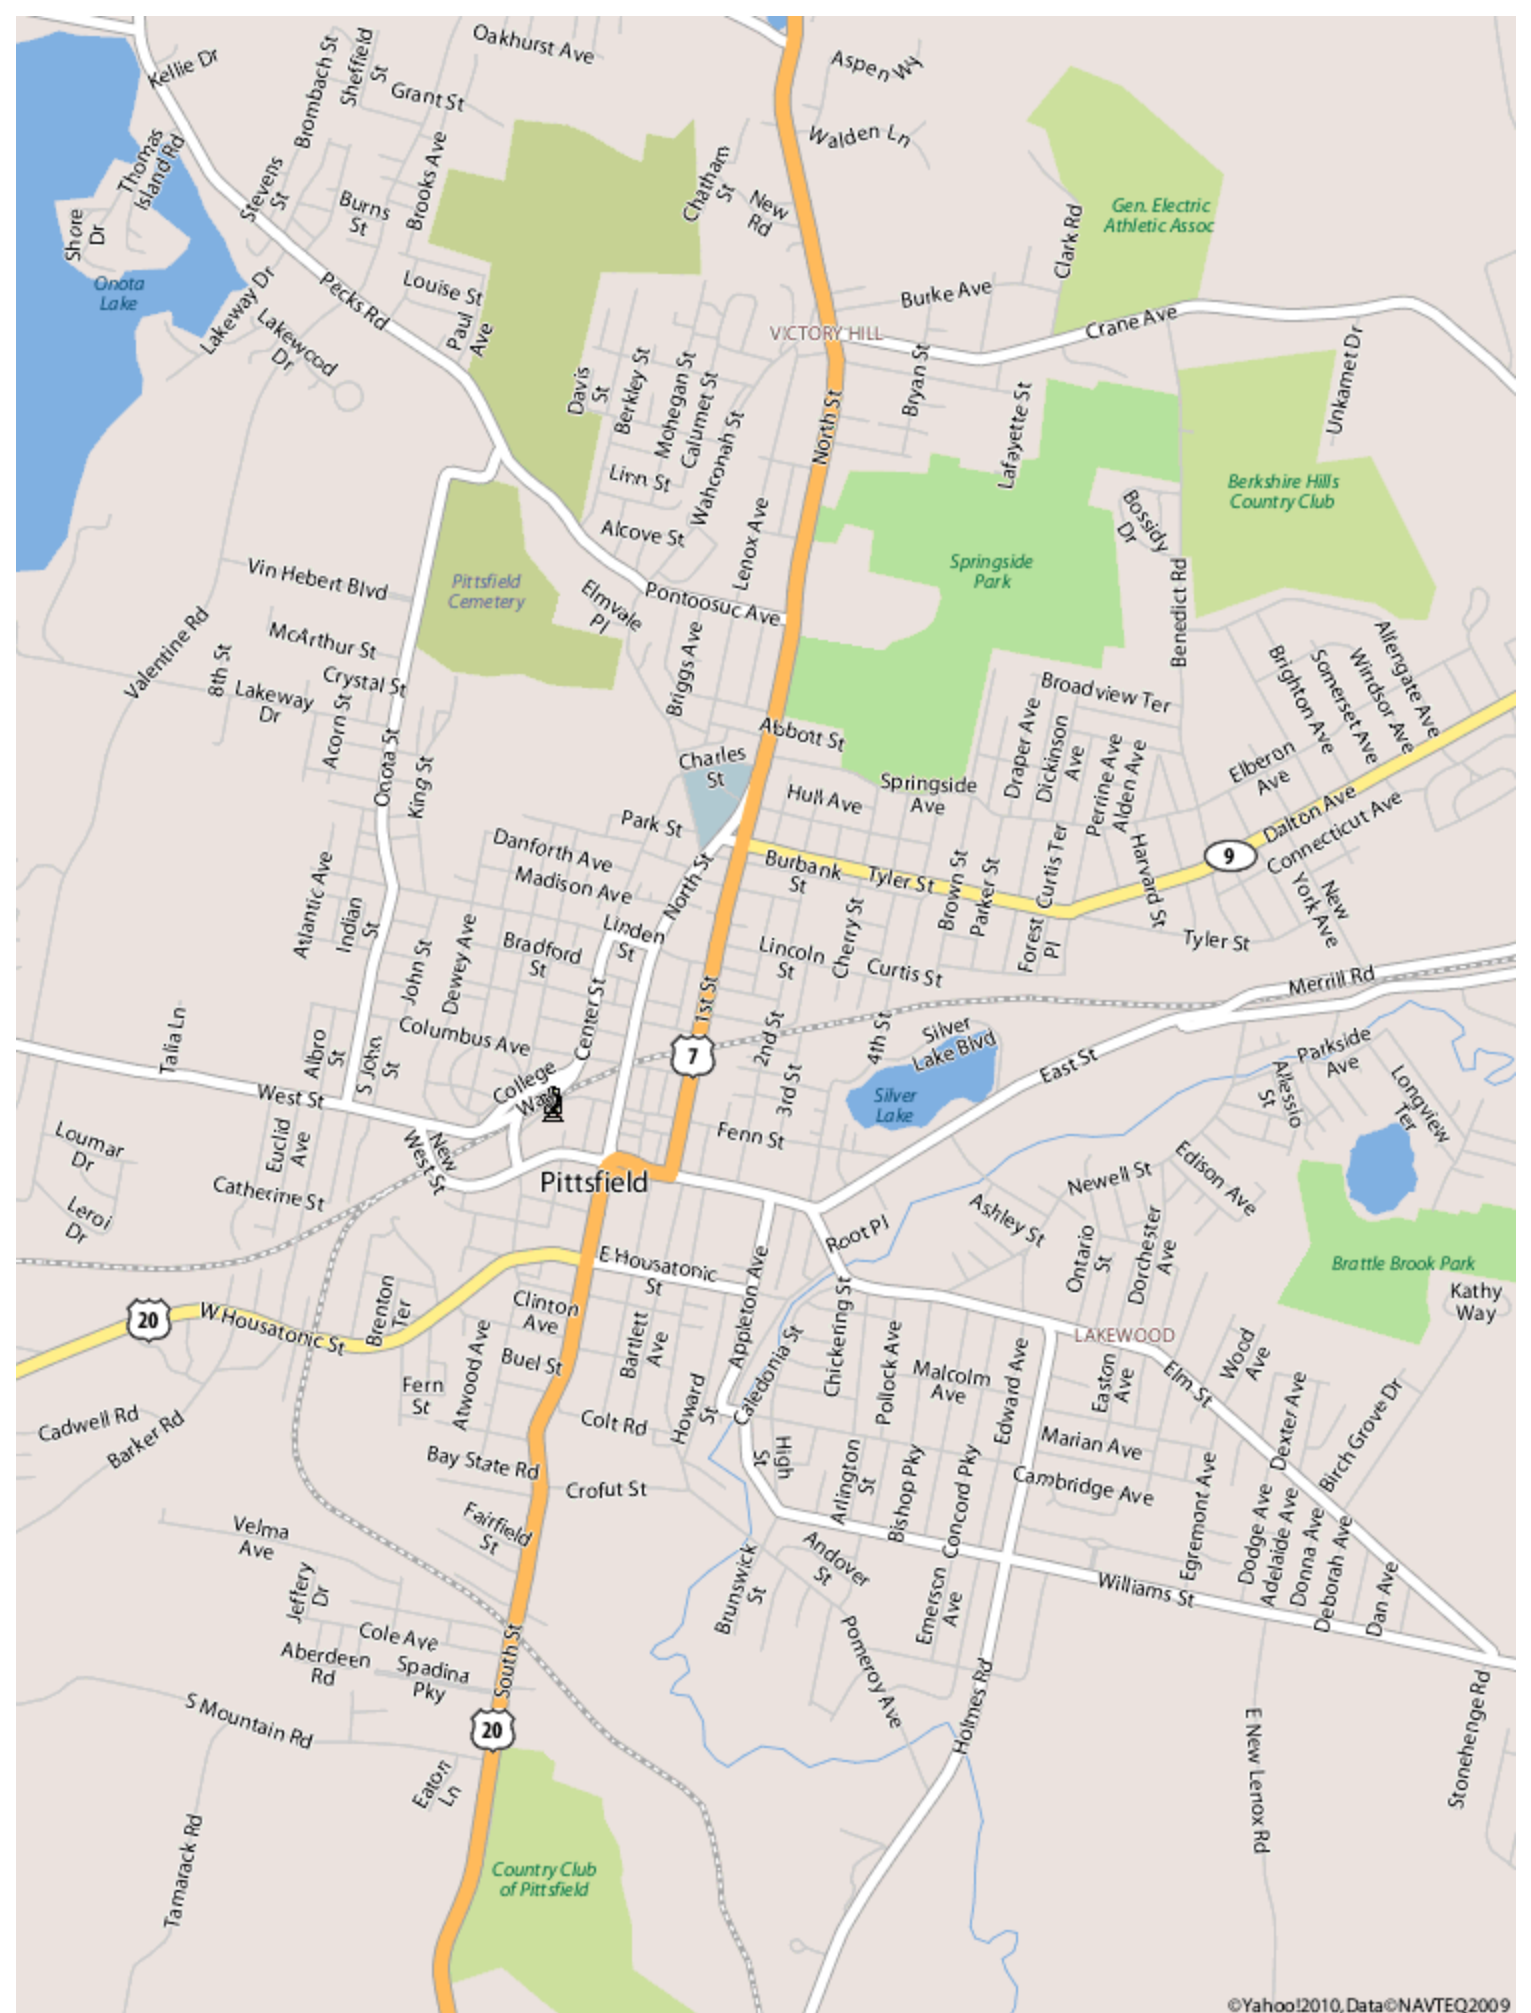 Oakhurst Ave
Aspen Wy
Kellie Dr
Brombach St
Sheffield
St
Grant St
Walden Ln
Thomas
Island Rd
Stevens
St
Brooks Ave
Chatham
St
New
Rd
Burns
St
Shore
Dr
Gen. Electric
Athletic Assoc
Clark Rd
Onota
Lake
Louise St
Burke Ave
Pecks Rd
Lakeway Dr
Lakewood
Dr
Paul
Ave
VICTORY HILL
Crane Ave
Unkamet Dr
Davis
St
Berkley St
Mohegan St
Calumet St
Wahconah St
North St
Bryan St
Lafayette St
Linn St
Berkshire Hills
Country Club
Bossidy
Dr
Alcove St
Lenox Ave
Springside
Park
Vin Hebert Blvd
Pittsfield
Cemetery
Elmvale
Pl
Pontoosuc Ave
Benedict Rd
Valentine Rd
McArthur St
8th St
Crystal St
Lakeway
Dr
Acorn St
Briggs Ave
Broadview Ter
Brighton Ave
Somerset Ave
Windsor Ave
Allengate Ave
Onota St
King St
Abbott St
Charles
St
Draper Ave
Dickinson
Ave
Perrine Ave
Alden Ave
Elberon
Ave
Hull Ave
Springside
Ave
Park St
Dalton Ave
Connecticut Ave
9
Danforth Ave
Madison Ave
North St
Burbank
St
Tyler St
Brown St
Parker St
Curtis Ter
Harvard St
New
York Ave
Atlantic Ave
Indian
St
John St
Dewey Ave
Bradford
St
Linden
St
Lincoln
St
Cherry St
Curtis St
Forest
Pl
Tyler St
Merrill Rd
Center St
1st St
Talia Ln
Albro
St
S John
St
Columbus Ave
College
Way
7
2nd St
3rd St
4th St
Silver
Lake Blvd
Silver
Lake
East St
Parkside
Ave
Allessio
St
Longview
Ter
West St
Loumar
Dr
Euclid
Ave
New
West St
Fenn St
Pittsfield
Catherine St
Leroi
Dr
Newell St
Edison Ave
Ashley St
Root Pl
Ontario
St
Dorchester
Ave
Brattle Brook Park
Kathy
Way
E Housatonic
St
20
W Housatonic St
Brenton
Ter
Clinton
Ave
Appleton Ave
Chickering St
LAKEWOOD
Buel St
Bartlett
Ave
Caledonia St
Pollock Ave
Malcolm
Ave
Edward Ave
Easton
Ave
Wood
Ave
Elm St
Fern
St
Atwood Ave
Howard
St
Colt Rd
Dexter Ave
Birch Grove Dr
Cadwell Rd
Barker Rd
Bay State Rd
High
St
Arlington
St
Bishop Pky
Concord Pky
Marian Ave
Cambridge Ave
Crofut St
Egremont Ave
Dodge Ave
Adelaide Ave
Donna Ave
Deborah Ave
Dan Ave
Velma
Ave
Fairfield
St
Jeffery
Dr
Brunswick
St
Andover
St
Emerson
Ave
Williams St
Cole Ave
Aberdeen
Rd
Spadina
Pky
South St
Pomeroy Ave
Holmes Rd
S Mountain Rd
20
Eaton
Ln
E New Lenox Rd
Stonehenge Rd
Tamarack Rd
Country Club
of Pittsfield
©Yahoo!2010, Data©NAVTEQ2009